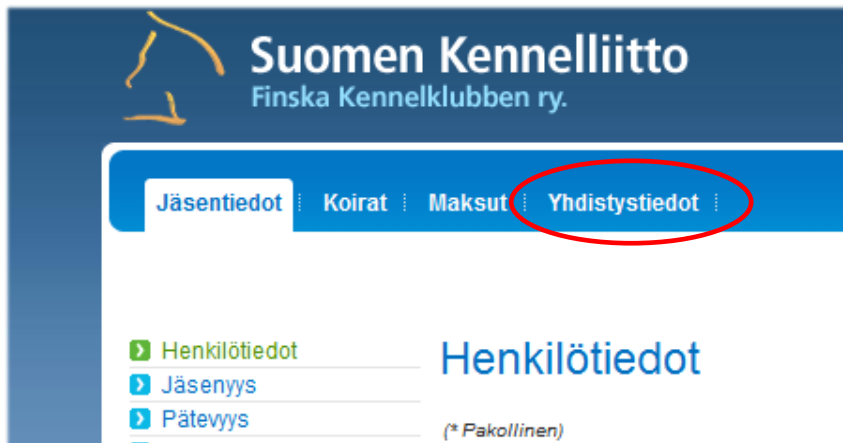 Suomen Kennelliitto
Finska Kennelklubben ry.
Jäsentiedot Koirat Maksut Yhdistystiedot
Henkilötiedot
Jäsenyys
Pätevyys
Henkilötiedot
(* Pakollinen)